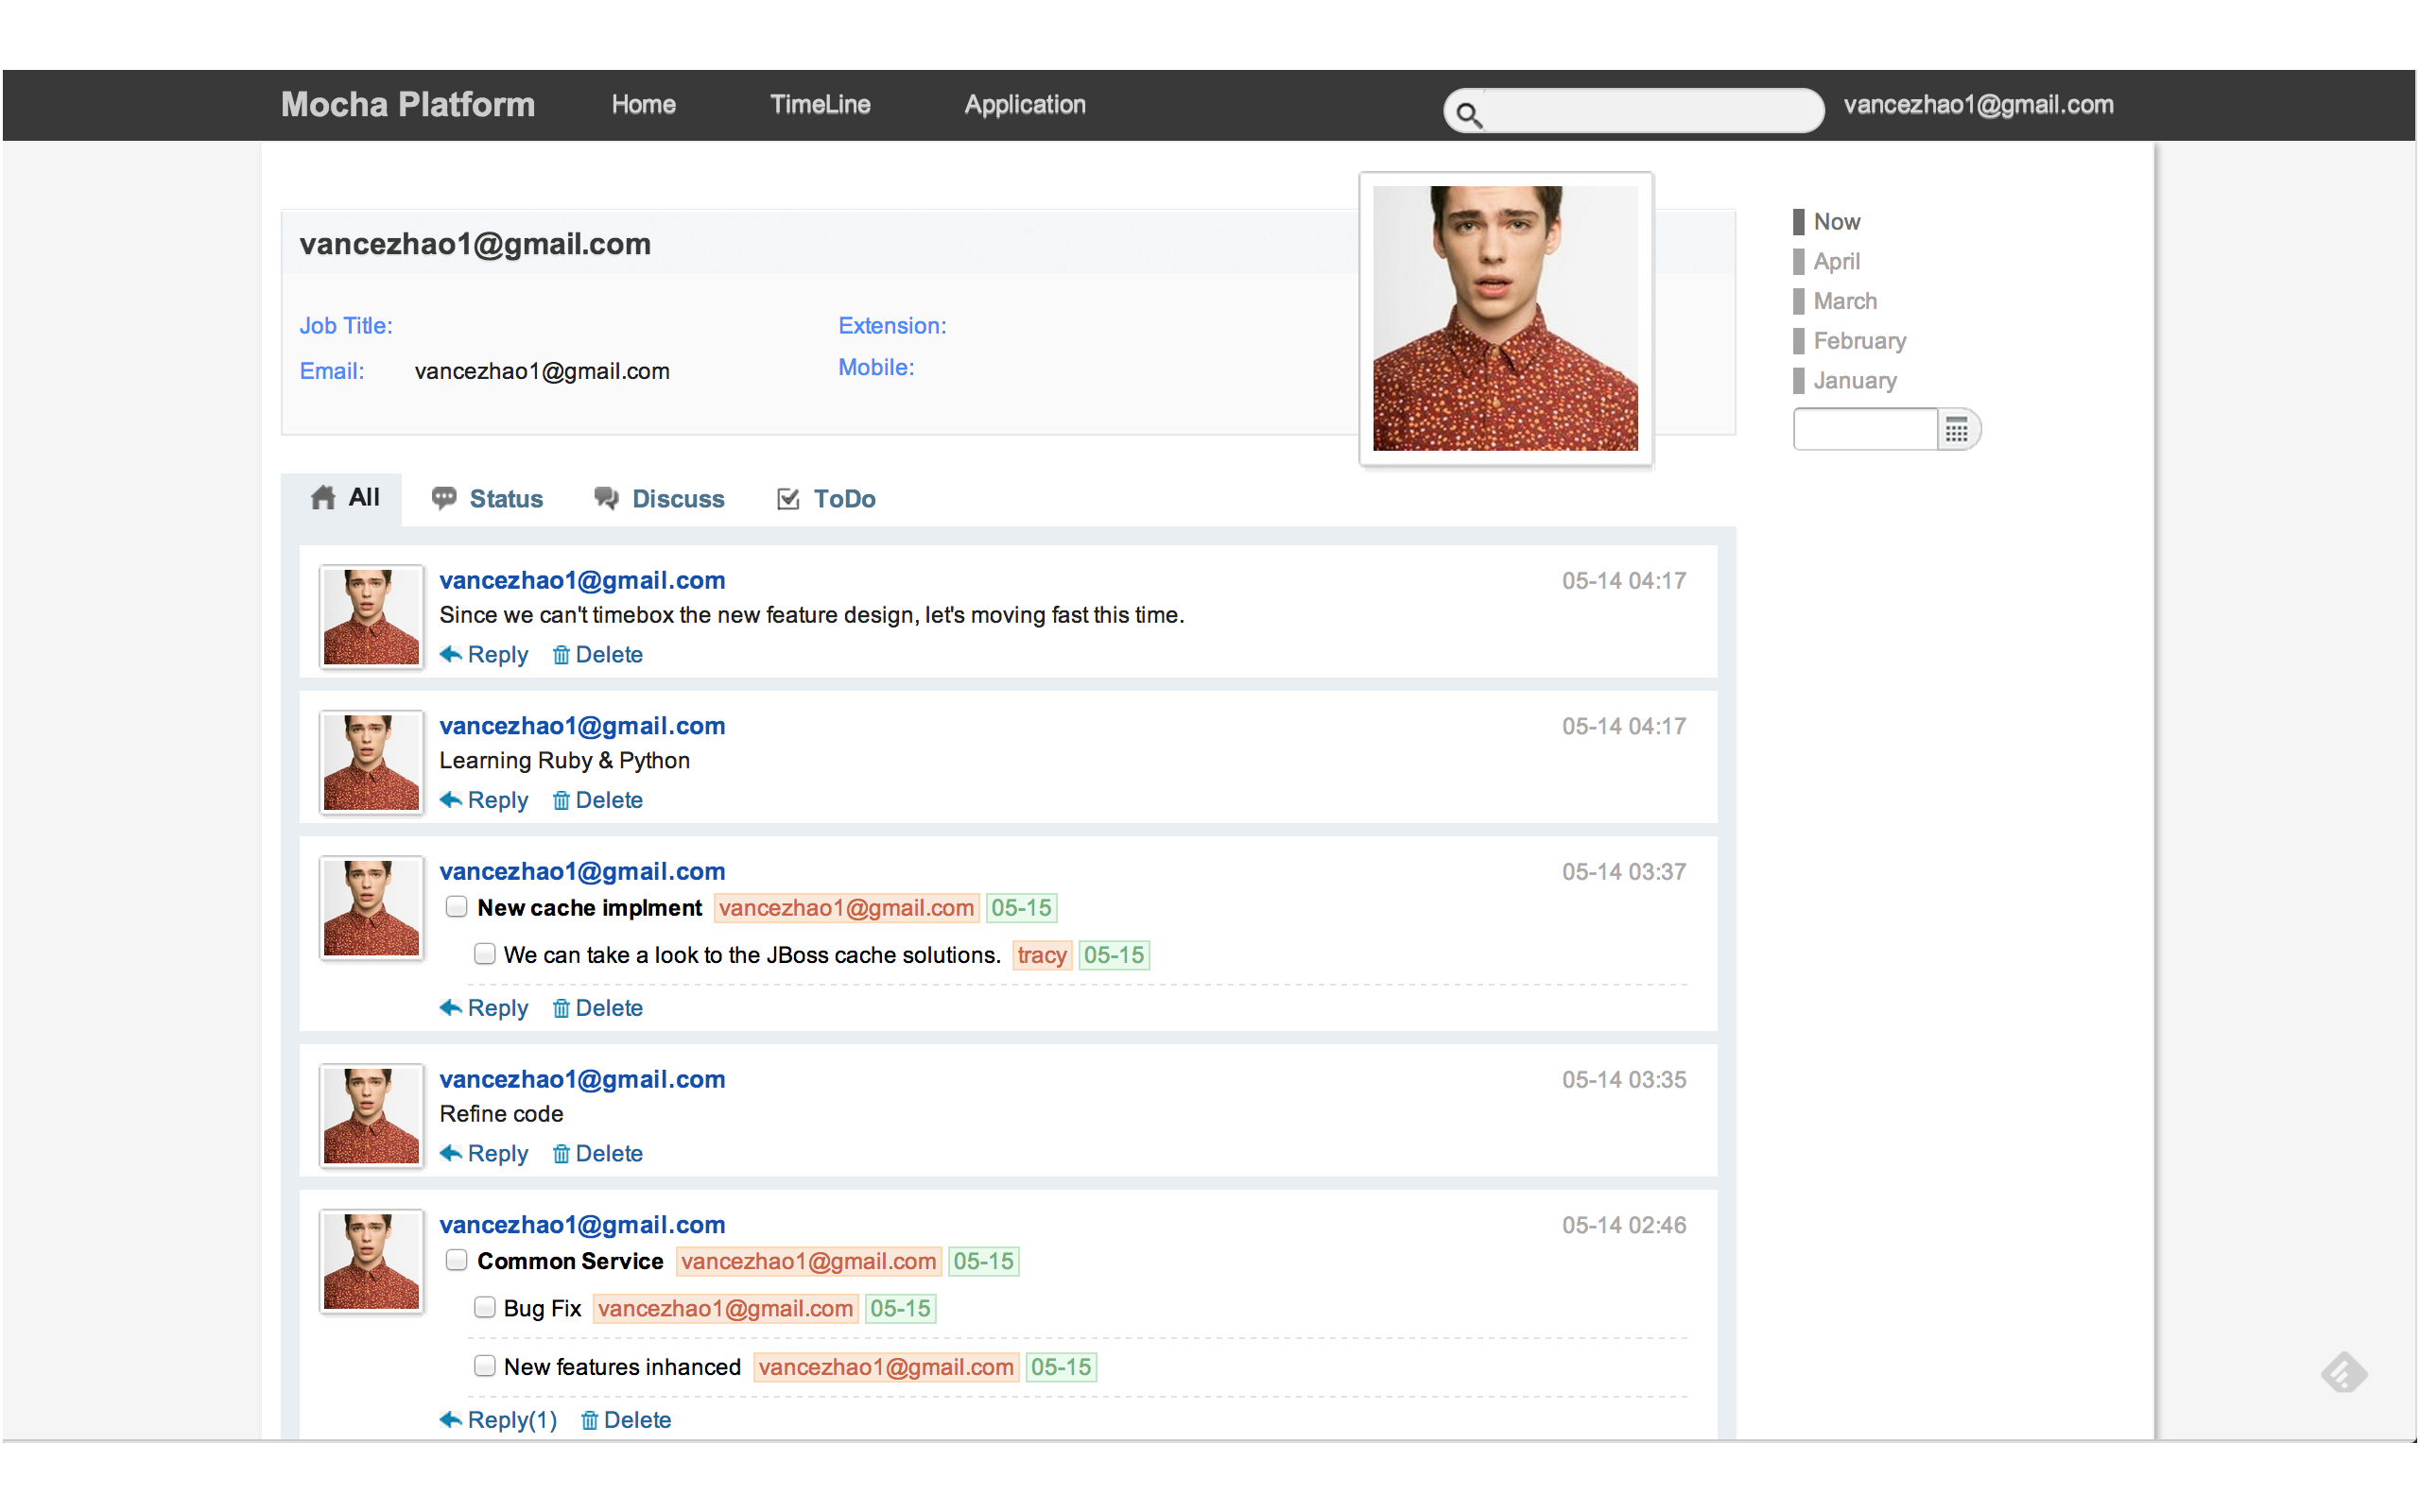 Mocha Platform Home TimeLine Application vancezhao1@gmail.com
vancezhao1@gmail.com
Job Title:
Extension:
Email: vancezhao1@gmail.com
Mobile:
Now
April
March
February
January
All Status Discuss ToDo
vancezhao1@gmail.com 05-14 04:17
Since we can't timebox the new feature design, let's moving fast this time.
Reply Delete
vancezhao1@gmail.com 05-14 04:17
Learning Ruby & Python
Reply Delete
vancezhao1@gmail.com 05-14 03:37
New cache implment vancezhao1@gmail.com 05-15
We can take a look to the JBoss cache solutions. tracy 05-15
Reply Delete
vancezhao1@gmail.com 05-14 03:35
Refine code
Reply Delete
vancezhao1@gmail.com 05-14 02:46
Common Service vancezhao1@gmail.com 05-15
Bug Fix vancezhao1@gmail.com 05-15
New features inhanced vancezhao1@gmail.com 05-15
Reply(1) Delete